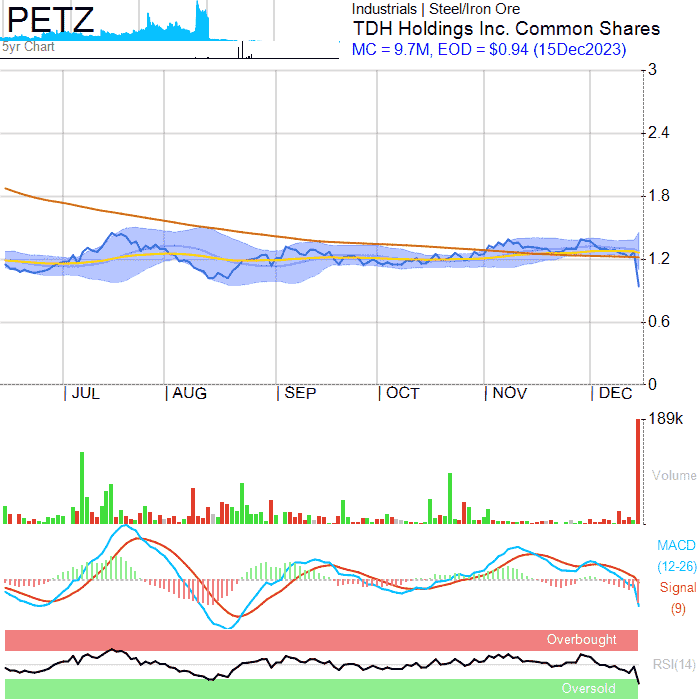 PETZ
5yr Chart
Industrials | Steel/Iron Ore
TDH Holdings Inc. Common Shares
MC = 9.7M, EOD = $0.94 (15Dec2023)
3
2.4
1.8
1.2
0.6
0
| JUL | AUG | SEP | OCT | NOV | DEC
189k
Volume
MACD
(12-26)
Signal
(9)
Overbought
RSI(14)
Oversold